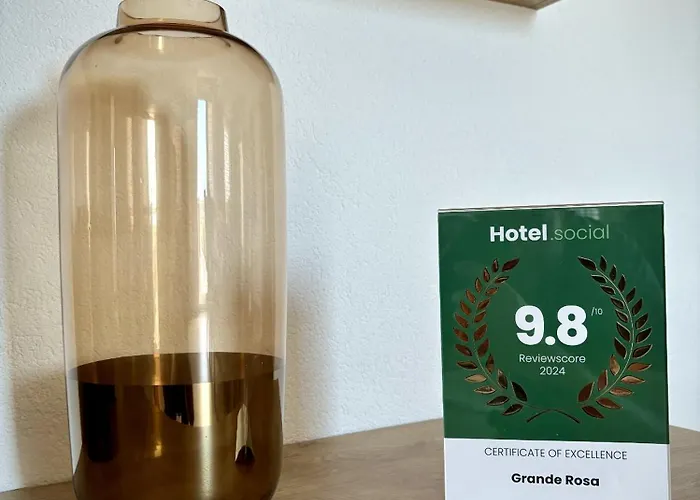 Hotel.social
9.8/10
Reviewscore
2024
CERTIFICATE OF EXCELLENCE
Grande Rosa